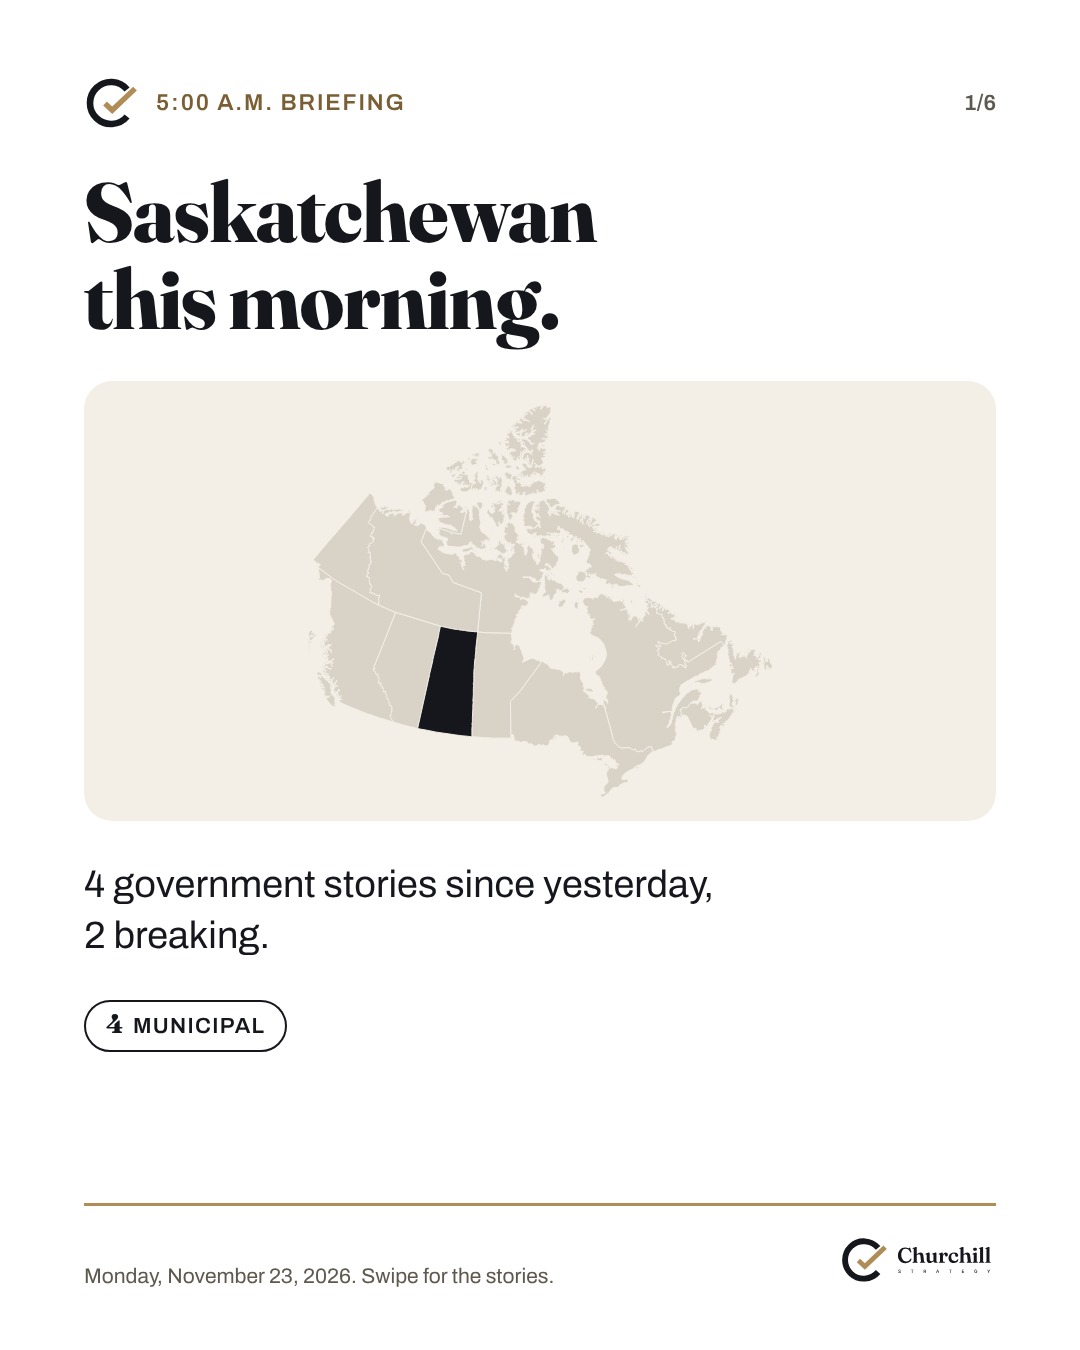 5:00 A.M. BRIEFING
1/6
Saskatchewan
this morning.
4 government stories since yesterday,
2 breaking.
4 MUNICIPAL
Monday, November 23, 2026. Swipe for the stories.
Churchill
STRATEGY